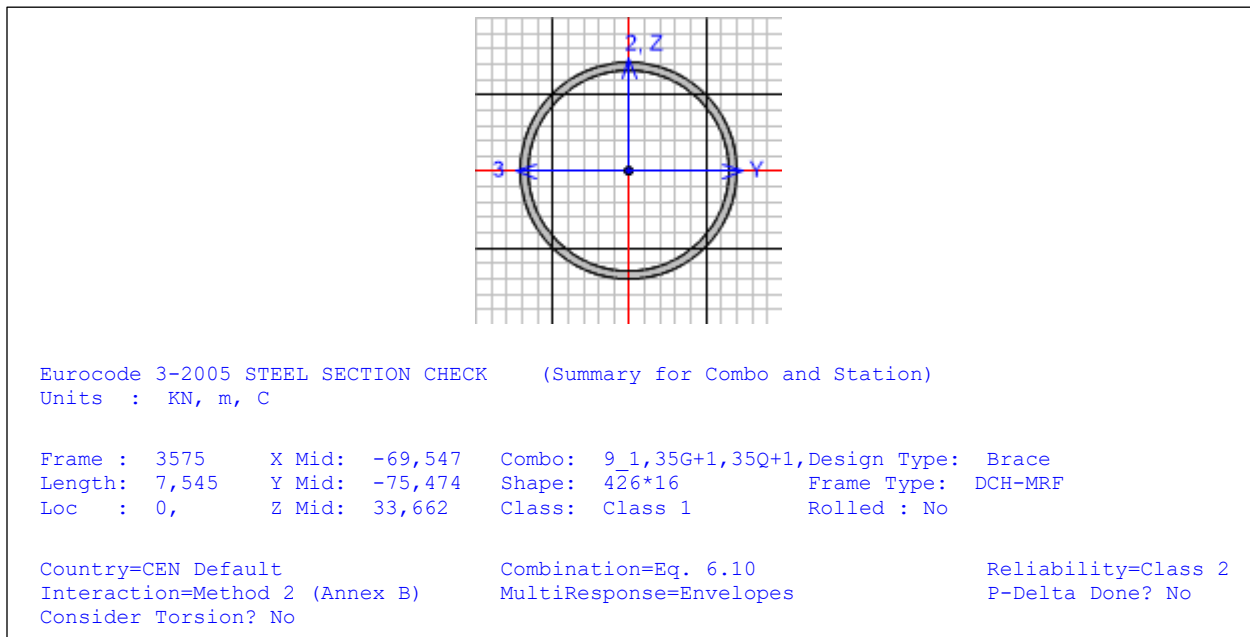 2, Z
3 Y
Eurocode 3-2005 STEEL SECTION CHECK (Summary for Combo and Station)
Units : KN, m, C
Frame : 3575 X Mid: -69,547 Combo: 9_1,35G+1,35Q+1, Design Type: Brace
Length: 7,545 Y Mid: -75,474 Shape: 426*16 Frame Type: DCH-MRF
Loc : 0, Z Mid: 33,662 Class: Class 1 Rolled : No
Country=CEN Default Combination=Eq. 6.10 Reliability=Class 2
Interaction=Method 2 (Annex B) MultiResponse=Envelopes P-Delta Done? No
Consider Torsion? No